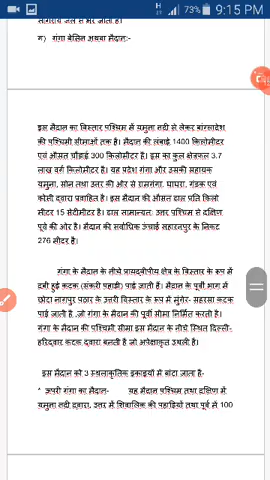 73% 9:15 PM
सागरीय जल से भर जाता है।
ग) गंगा बेसिन अथवा मैदान:-
इस मैदान का विस्तार पश्चिम में यमुना नदी से लेकर बांग्लादेश
की पश्चिमी सीमाओं तक है। मैदान की लंबाई 1400 किलोमीटर
एवं औसत चौड़ाई 300 किलोमीटर है। इस का कुल क्षेत्रफल 3.7
लाख वर्ग किलोमीटर है। यह प्रदेश गंगा और उसकी सहायक
यमुना, सोन तथा उत्तर की ओर से रामगंगा, घाघरा, गंडक एवं
कोसी द्वारा प्रवाहित है। इस मैदान की औसत ढाल प्रति किलो
मीटर 15 सेंटीमीटर है। ढाल सामान्यत: उत्तर पश्चिम से दक्षिण
पूर्व की ओर है। मैदान की सर्वाधिक ऊंचाई सहारनपुर के निकट
276 मीटर है।
गंगा के मैदान के नीचे प्रायद्वीपीय क्षेत्र के विस्तार के रूप में
दबी हुई कटक (संकरी पहाड़ी) पाई जाती हैं। मैदान के पूर्वी भाग में
छोटा नागपुर पठार के उत्तरी विस्तार के रूप में मुंगेर- सहरसा कटक
पाई जाती है ,जो गंगा के मैदान की पूर्वी सीमा निर्मित करती है।
गंगा के मैदान की पश्चिमी सीमा इस मैदान के नीचे स्थित दिल्ली-
हरिद्वार कटक द्वारा बनती है जो अपेक्षाकृत उथली है।
इस मैदान को 3 स्थलाकृतिक इकाइयों में बांटा जाता है-
* ऊपरी गंगा का मैदान- यह मैदान पश्चिम तथा दक्षिण में
यमुना नदी द्वारा, उत्तर में शिवालिक की पहाड़ियों तथा पूर्व में 100